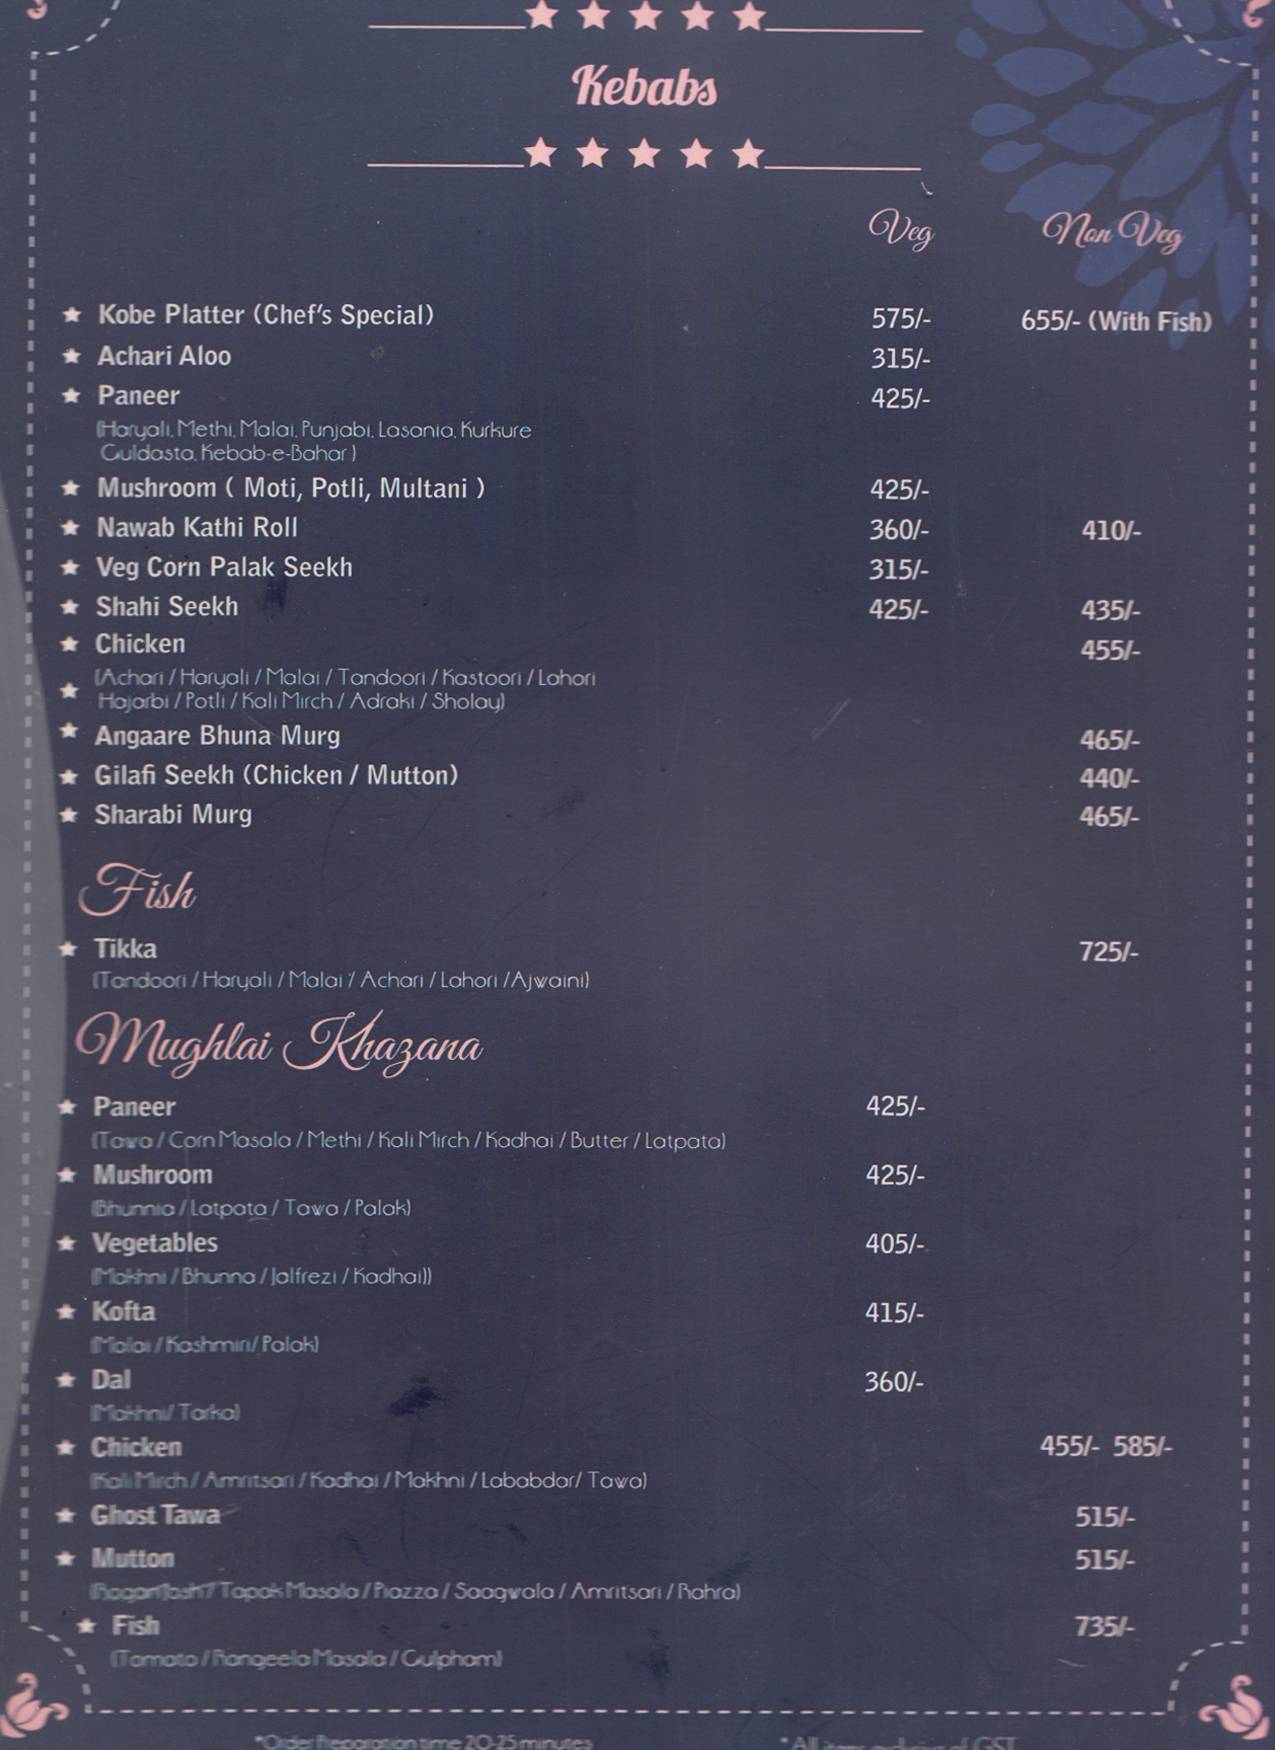 Kebabs
Veg Non Veg
Kobe Platter (Chef's Special) 575/- 655/- (With Fish)
Achari Aloo 315/-
Paneer 425/-
(Haryali, Methi, Malai, Punjabi, Lasania, Kurkure
Guldasta, Kebab-e-Bahar )
Mushroom ( Moti, Potli, Multani ) 425/-
Nawab Kathi Roll 360/- 410/-
Veg Corn Palak Seekh 315/-
Shahi Seekh 425/- 435/-
Chicken 455/-
(Achari / Haryali / Malai / Tandoori / Kastoori / Lahori
Hajarbi / Potli / Kali Mirch / Adraki / Sholay)
Angaare Bhuna Murg 465/-
Gilafi Seekh (Chicken / Mutton) 440/-
Sharabi Murg 465/-
Fish
Tikka 725/-
(Tandoori / Haryali / Malai / Achari / Lahori /Ajwaini)
Mughlai Khazana
Paneer 425/-
(Tawa / Corn Masala / Methi / Kali Mirch / Kadhai / Butter / Latpata)
Mushroom 425/-
(Bhunnia / Latpata / Tawa / Palak)
Vegetables 405/-
(Makhni / Bhunna / Jalfrezi / Kadhai))
Kofta 415/-
(Malai / Kashmiri/ Palak)
Dal 360/-
(Makhni/ Tarka)
Chicken 455/- 585/-
(Kali Mirch / Amritsari / Kadhai / Makhni / Lababdar/ Tawa)
Ghost Tawa 515/-
Mutton 515/-
(RoganJosh / Tapak Masala / Piazza / Saagwala / Amritsari / Rahra)
Fish 735/-
(Tomato / Rangeela Masala / Gulpham)
*Order Preparation time 20-25 minutes *All items exclusive of GST